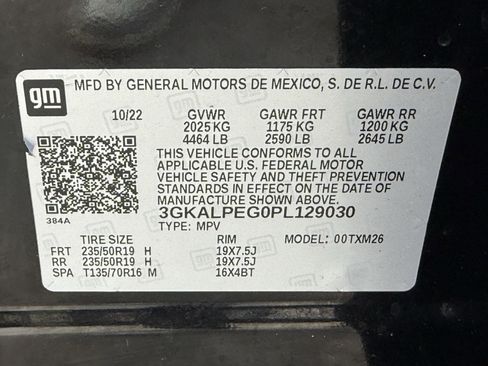 gm
MFD BY GENERAL MOTORS DE MEXICO, S. DE R.L. DE C.V.
10/22 GVWR GAWR FRT GAWR RR
2025 KG 1175 KG 1200 KG
4464 LB 2590 LB 2645 LB
THIS VEHICLE CONFORMS TO ALL
APPLICABLE U.S. FEDERAL MOTOR
VEHICLE SAFETY AND THEFT PREVENTION
STANDARDS IN EFFECT ON THE DATE OF
MANUFACTURE SHOWN ABOVE.
3GKALPEG0PL129030
384A
TYPE: MPV
TIRE SIZE RIM MODEL: 00TXM26
FRT 235/50R19 H 19X7.5J
RR 235/50R19 H 19X7.5J
SPA T135/70R16 M 16X4BT